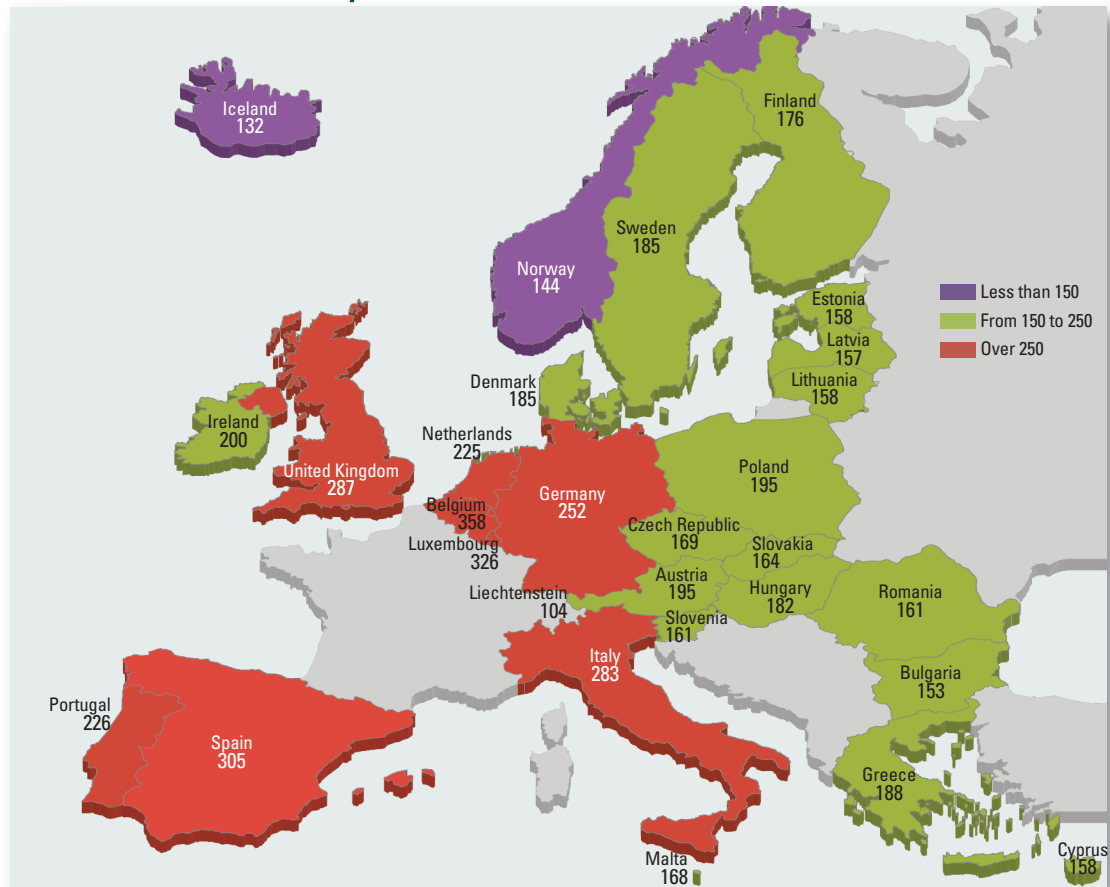 Iceland
132
Finland
176
Sweden
185
Norway
144
Less than 150
From 150 to 250
Over 250
Estonia
158
Latvia
157
Lithuania
158
Denmark
185
Ireland
200
Netherlands
225
United Kingdom
287
Poland
195
Germany
252
Belgium
358
Czech Republic
169
Luxembourg
326
Slovakia
164
Austria
195
Hungary
182
Liechtenstein
104
Romania
161
Slovenia
161
Italy
283
Bulgaria
153
Portugal
226
Spain
305
Greece
188
Malta
168
Cyprus
158